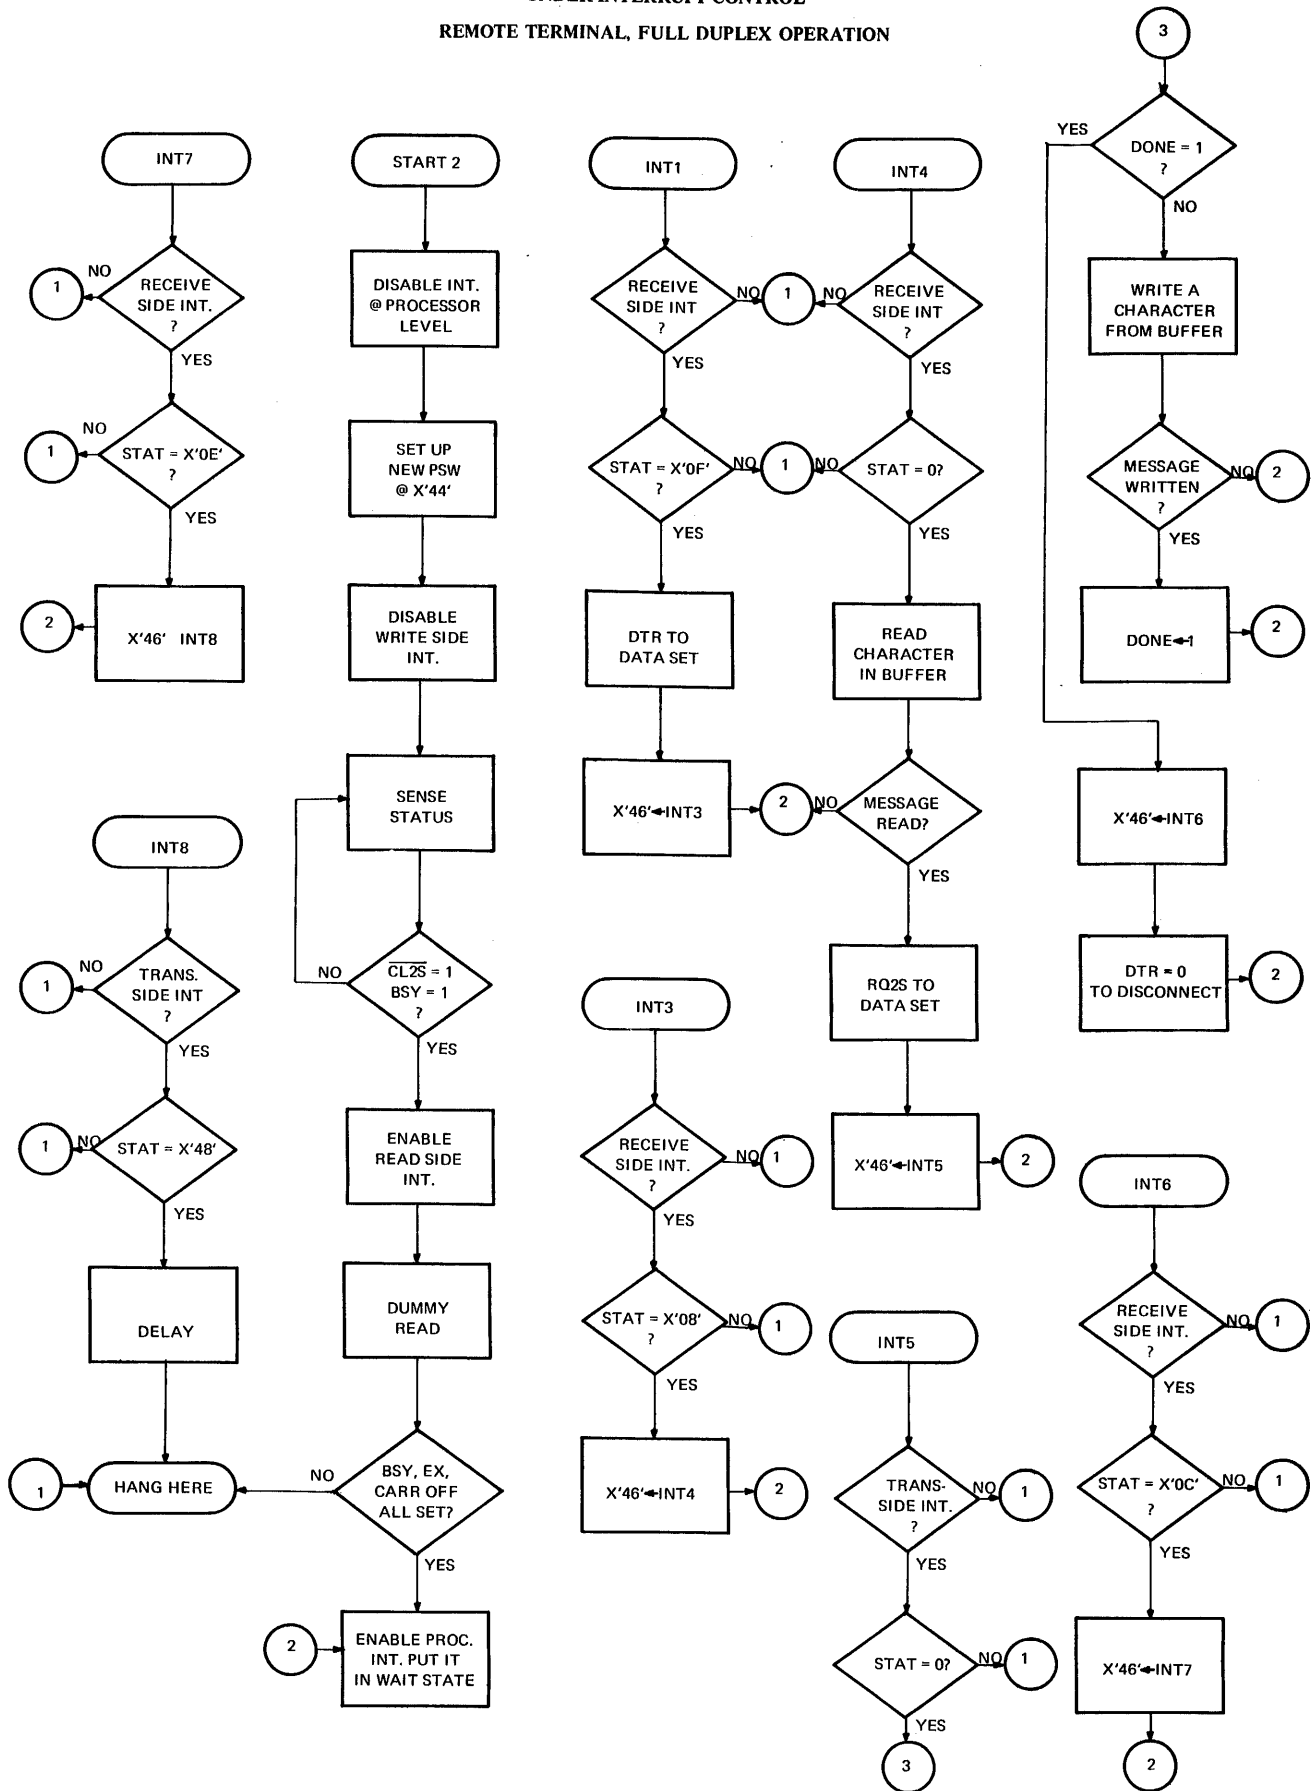 REMOTE TERMINAL, FULL DUPLEX OPERATION
INT7
NO
1
RECEIVE
SIDE INT.
?
YES
NO
1
STAT = X'0E'
?
YES
2
X'46' INT8
INT8
NO
1
TRANS.
SIDE INT
?
YES
1
NO
STAT = X'48'
YES
DELAY
1
HANG HERE
START 2
DISABLE INT.
@ PROCESSOR
LEVEL
SET UP
NEW PSW
@ X'44'
DISABLE
WRITE SIDE
INT.
SENSE
STATUS
NO
CL2S = 1
BSY = 1
?
YES
ENABLE
READ SIDE
INT.
DUMMY
READ
NO
BSY, EX,
CARR OFF
ALL SET?
YES
2
ENABLE PROC.
INT. PUT IT
IN WAIT STATE
INT1
RECEIVE
SIDE INT
?
NO
1
YES
STAT = X'0F'
?
NO
1
YES
DTR TO
DATA SET
X'46'←INT3
2
INT3
RECEIVE
SIDE INT.
?
NO
1
YES
STAT = X'08'
?
NO
1
YES
X'46'←INT4
2
INT4
NO
RECEIVE
SIDE INT
?
YES
NO
STAT = 0?
YES
READ
CHARACTER
IN BUFFER
NO
MESSAGE
READ?
YES
RQ2S TO
DATA SET
X'46'←INT5
2
INT5
TRANS-
SIDE INT.
?
NO
1
YES
STAT = 0?
NO
1
YES
3
3
YES
DONE = 1
?
NO
WRITE A
CHARACTER
FROM BUFFER
MESSAGE
WRITTEN
?
NO
2
YES
DONE←1
2
X'46'←INT6
DTR = 0
TO DISCONNECT
2
INT6
RECEIVE
SIDE INT.
?
NO
1
YES
STAT = X'0C'
?
NO
1
YES
X'46'←INT7
2